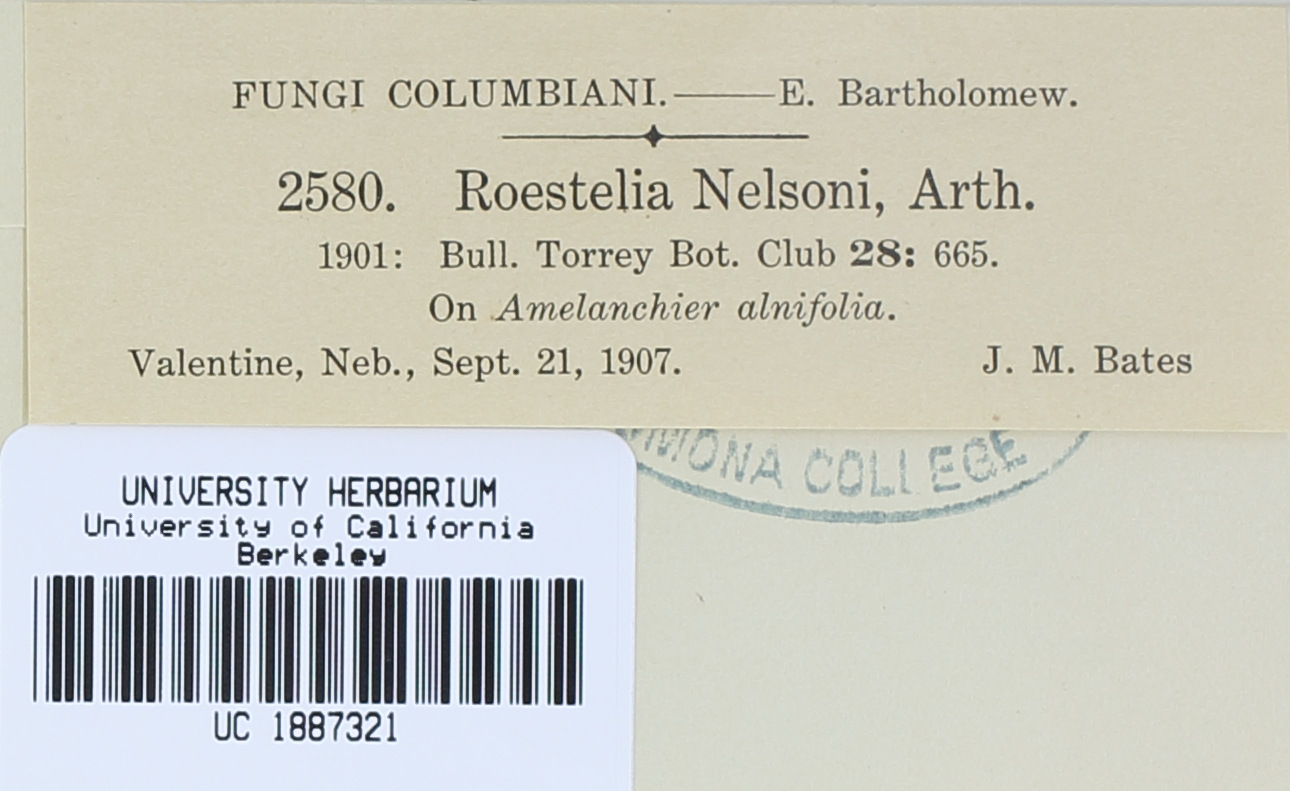 FUNGI COLUMBIANI.——E. Bartholomew.
2580. Roestelia Nelsoni, Arth.
1901: Bull. Torrey Bot. Club 28: 665.
On Amelanchier alnifolia.
Valentine, Neb., Sept. 21, 1907. J. M. Bates
COLLEGE
UNIVERSITY HERBARIUM
University of California
Berkeley
UC 1887321